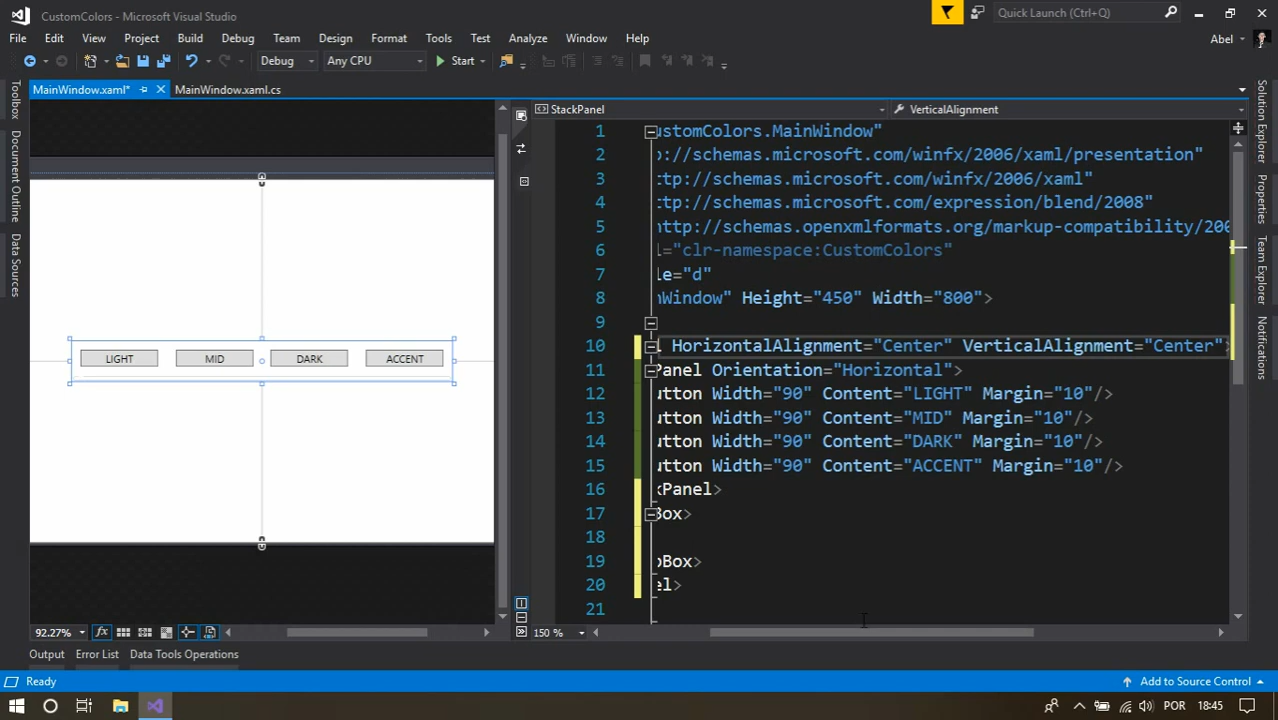 CustomColors - Microsoft Visual Studio
Quick Launch (Ctrl+Q)
File Edit View Project Build Debug Team Design Format Tools Test Analyze Window Help
Abel
Debug Any CPU Start
MainWindow.xaml* MainWindow.xaml.cs
Toolbox
Document Outline
Data Sources
LIGHT MID DARK ACCENT
StackPanel VerticalAlignment
1 ustomColors.MainWindow"
2 p://schemas.microsoft.com/winfx/2006/xaml/presentation"
3 ttp://schemas.microsoft.com/winfx/2006/xaml"
4 ttp://schemas.microsoft.com/expression/blend/2008"
5 http://schemas.openxmlformats.org/markup-compatibility/200
6 l="clr-namespace:CustomColors"
7 le="d"
8 nWindow" Height="450" Width="800">
9
10 l HorizontalAlignment="Center" VerticalAlignment="Center">
11 Panel Orientation="Horizontal">
12 utton Width="90" Content="LIGHT" Margin="10"/>
13 utton Width="90" Content="MID" Margin="10"/>
14 utton Width="90" Content="DARK" Margin="10"/>
15 utton Width="90" Content="ACCENT" Margin="10"/>
16 kPanel>
17 Box>
18
19 oBox>
20 el>
21
Solution Explorer
Properties
Team Explorer
Notifications
92.27% fx
150 %
Output Error List Data Tools Operations
Ready
Add to Source Control
POR 18:45